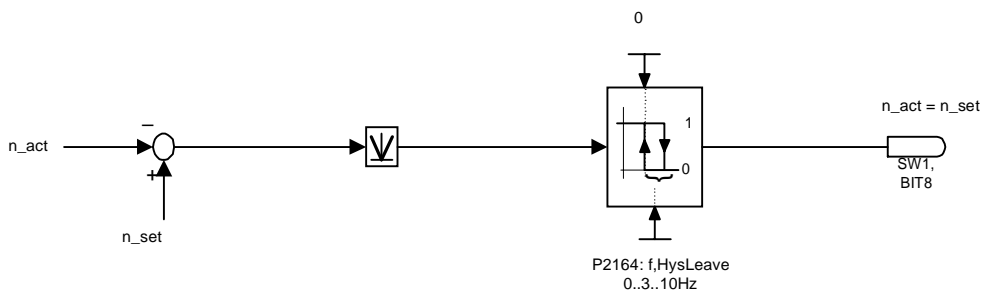 0
n_act = n_set
n_act
–
+
1
0
SW1,
BIT8
n_set
P2164: f,HysLeave
0..3..10Hz